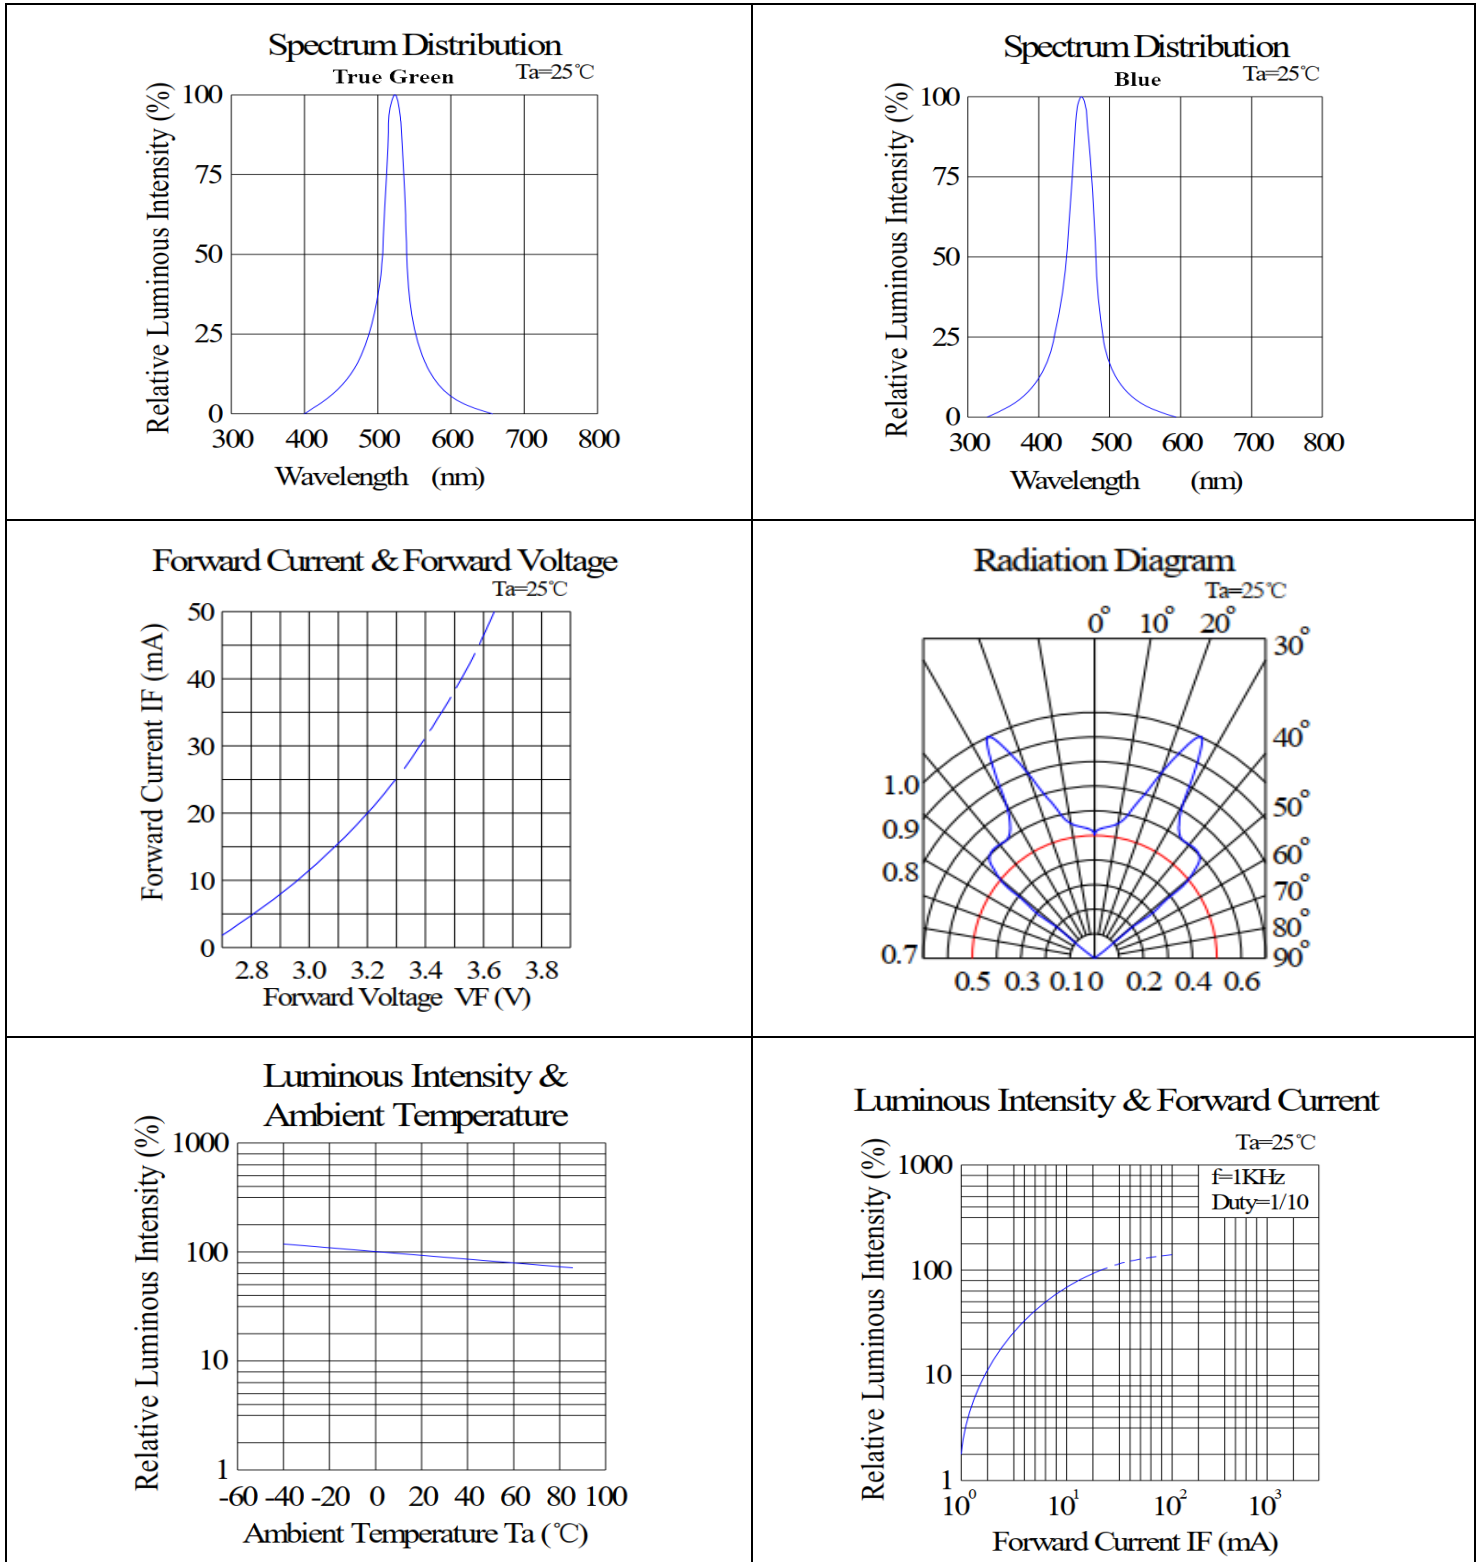 Spectrum Distribution
True Green
Ta=25℃
Relative Luminous Intensity (%)
100
75
50
25
0
300 400 500 600 700 800
Wavelength (nm)
Spectrum Distribution
Blue
Ta=25℃
Relative Luminous Intensity (%)
100
75
50
25
0
300 400 500 600 700 800
Wavelength (nm)
Forward Current & Forward Voltage
Ta=25℃
Forward Current IF (mA)
50
40
30
20
10
0
2.8 3.0 3.2 3.4 3.6 3.8
Forward Voltage VF (V)
Radiation Diagram
Ta=25℃
0° 10° 20°
30°
40°
50°
60°
70°
80°
90°
1.0
0.9
0.8
0.7
0.5 0.3 0.1 0 0.2 0.4 0.6
Luminous Intensity &
Ambient Temperature
Relative Luminous Intensity (%)
1000
100
10
1
-60 -40 -20 0 20 40 60 80 100
Ambient Temperature Ta (℃)
Luminous Intensity & Forward Current
Ta=25℃
f=1KHz
Duty=1/10
Relative Luminous Intensity (%)
1000
100
10
1
10⁰ 10¹ 10² 10³
Forward Current IF (mA)